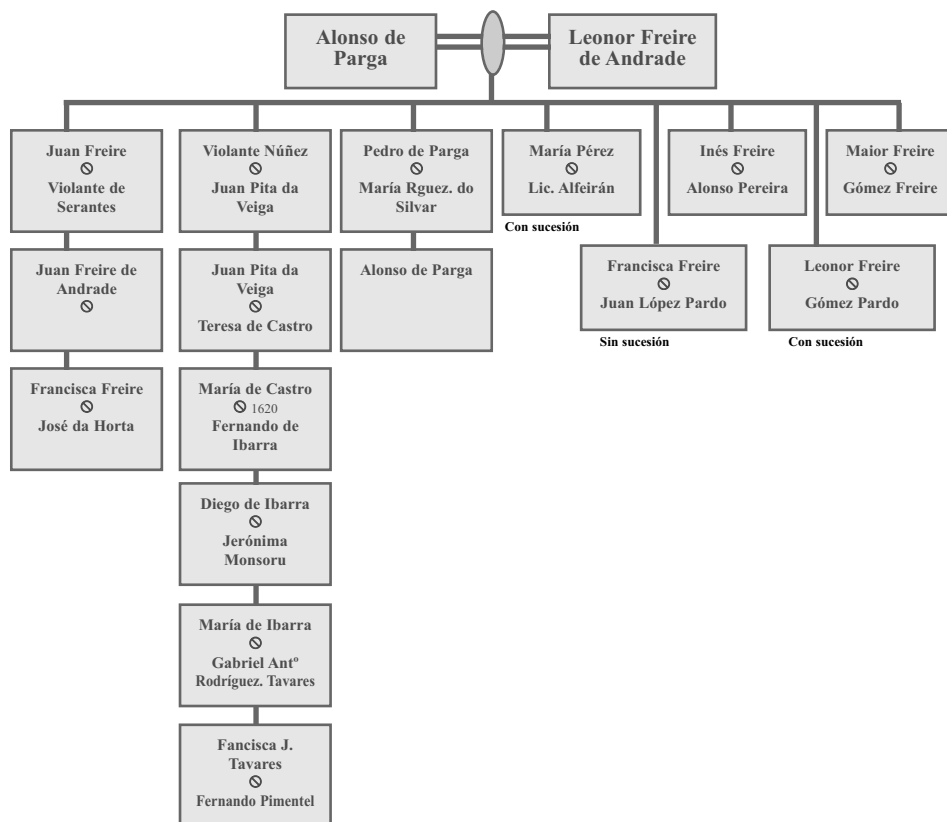 Alonso de
Parga
Leonor Freire
de Andrade
Juan Freire
Violante de
Serantes
Violante Núñez
Juan Pita da
Veiga
Pedro de Parga
María Rguez. do
Silvar
María Pérez
Lic. Alfeirán
Con sucesión
Inés Freire
Alonso Pereira
Maior Freire
Gómez Freire
Juan Freire de
Andrade
Juan Pita da
Veiga
Teresa de Castro
Alonso de Parga
Francisca Freire
Juan López Pardo
Sin sucesión
Leonor Freire
Gómez Pardo
Con sucesión
Francisca Freire
José da Horta
María de Castro
1620
Fernando de
Ibarra
Diego de Ibarra
Jerónima
Monsoru
María de Ibarra
Gabriel Antº
Rodríguez. Tavares
Fancisca J.
Tavares
Fernando Pimentel